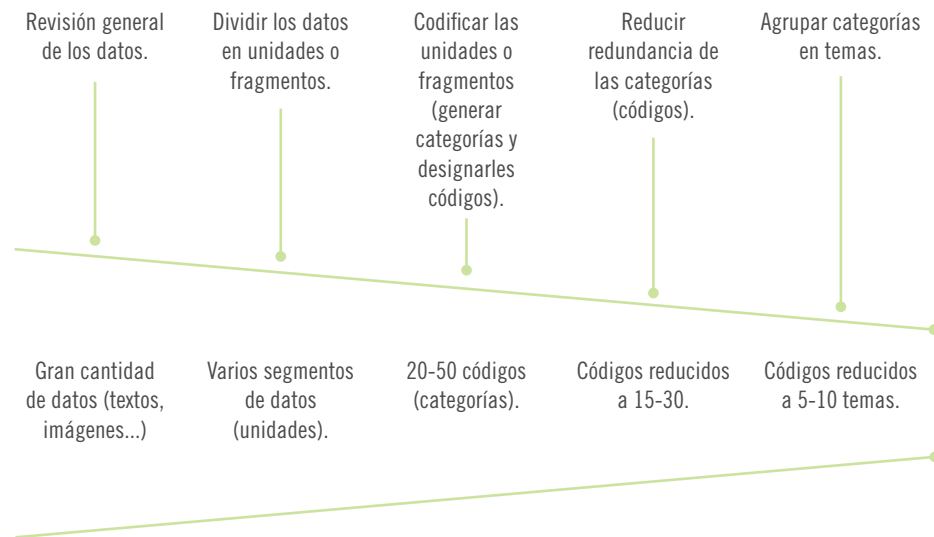 Revisión general
de los datos.
Dividir los datos
en unidades o
fragmentos.
Codificar las
unidades o
fragmentos
(generar
categorías y
designarles
códigos).
Reducir
redundancia de
las categorías
(códigos).
Agrupar categorías
en temas.
Gran cantidad
de datos (textos,
imágenes...)
Varios segmentos
de datos
(unidades).
20-50 códigos
(categorías).
Códigos reducidos
a 15-30.
Códigos reducidos
a 5-10 temas.